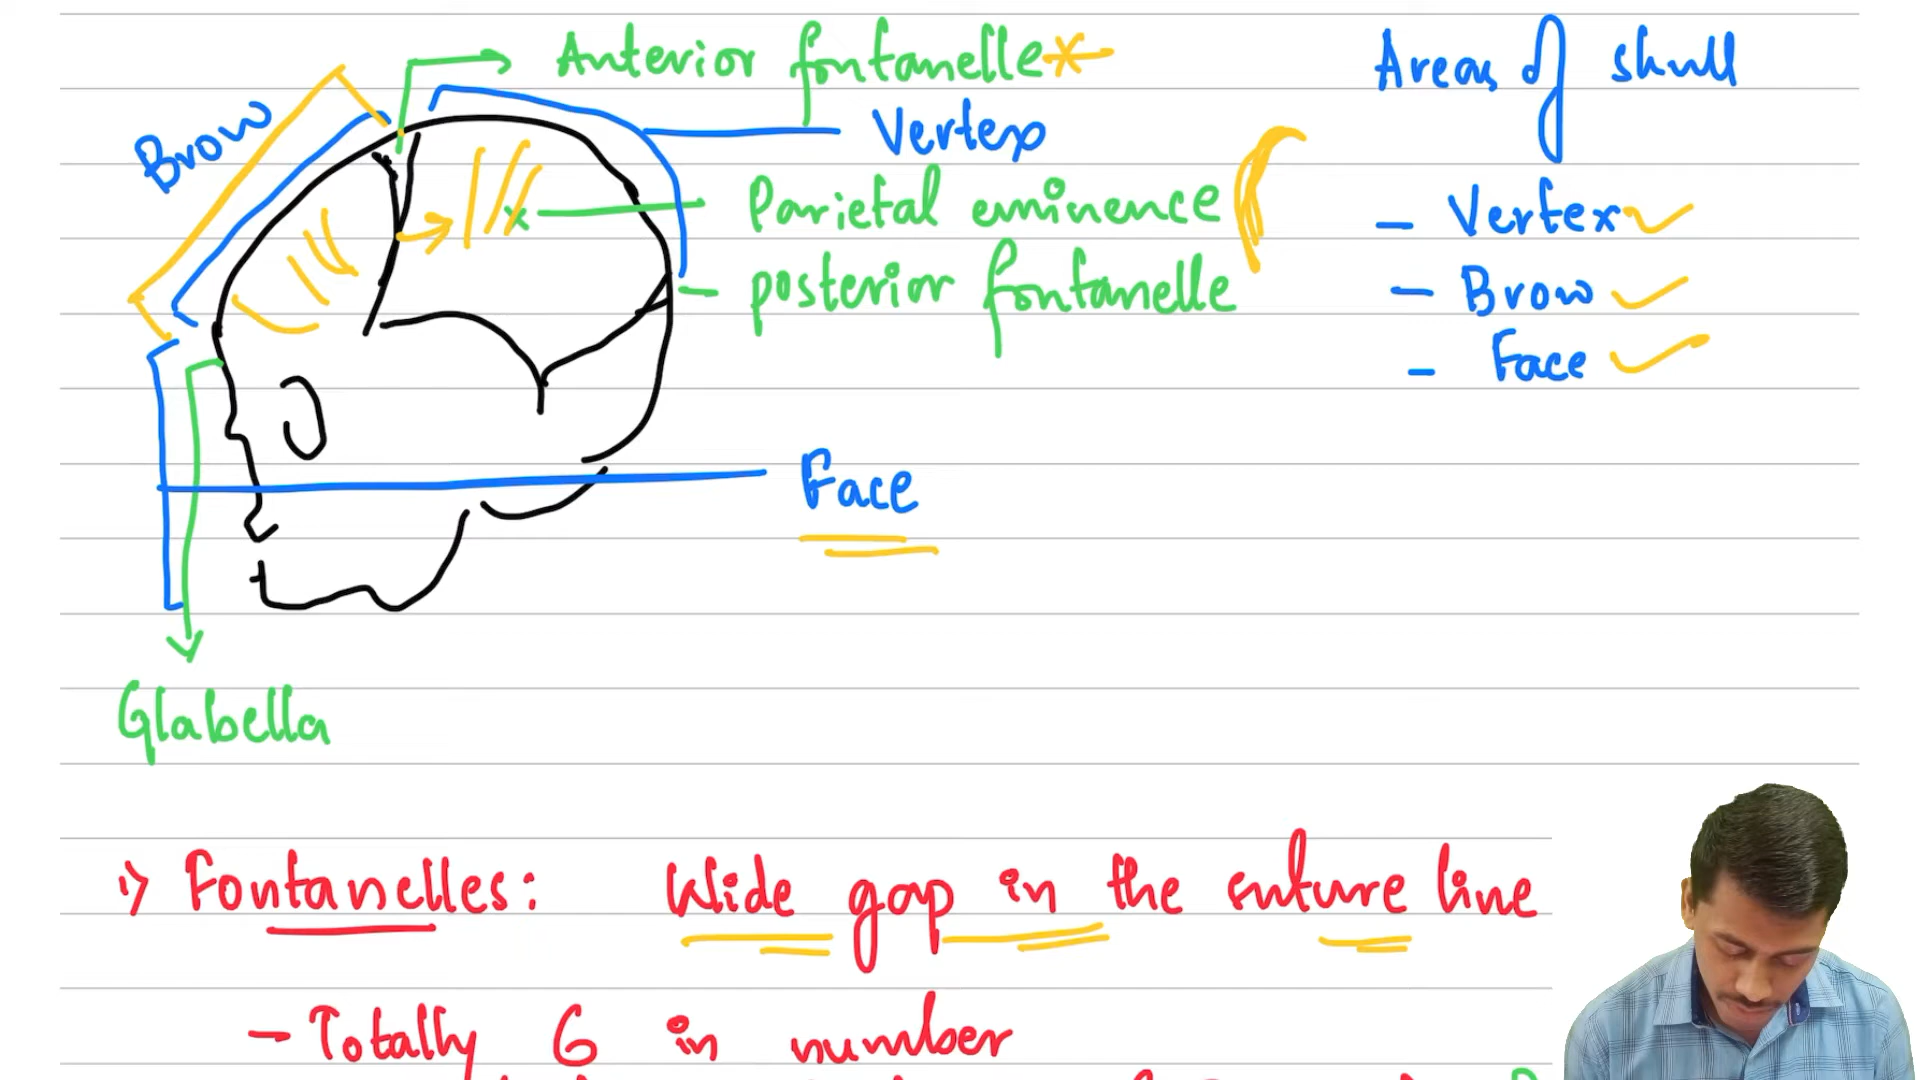 Anterior fontanelle
Areas of skull
Brow
Vertex
Parietal eminence
- Vertex
posterior fontanelle
- Brow
- Face
Face
Glabella
1) Fontanelles: Wide gap in the suture line
- Totally 6 in number